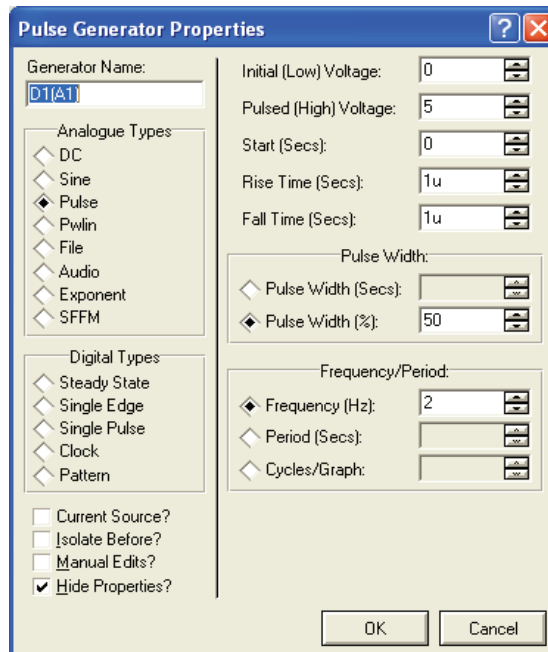 Pulse Generator Properties
Generator Name:
D1(A1)
Analogue Types
DC
Sine
Pulse
Pwlin
File
Audio
Exponent
SFFM
Digital Types
Steady State
Single Edge
Single Pulse
Clock
Pattern
Current Source?
Isolate Before?
Manual Edits?
Hide Properties?
Initial (Low) Voltage: 0
Pulsed (High) Voltage: 5
Start (Secs): 0
Rise Time (Secs): 1u
Fall Time (Secs): 1u
Pulse Width:
Pulse Width (Secs):
Pulse Width (%): 50
Frequency/Period:
Frequency (Hz): 2
Period (Secs):
Cycles/Graph:
OK Cancel